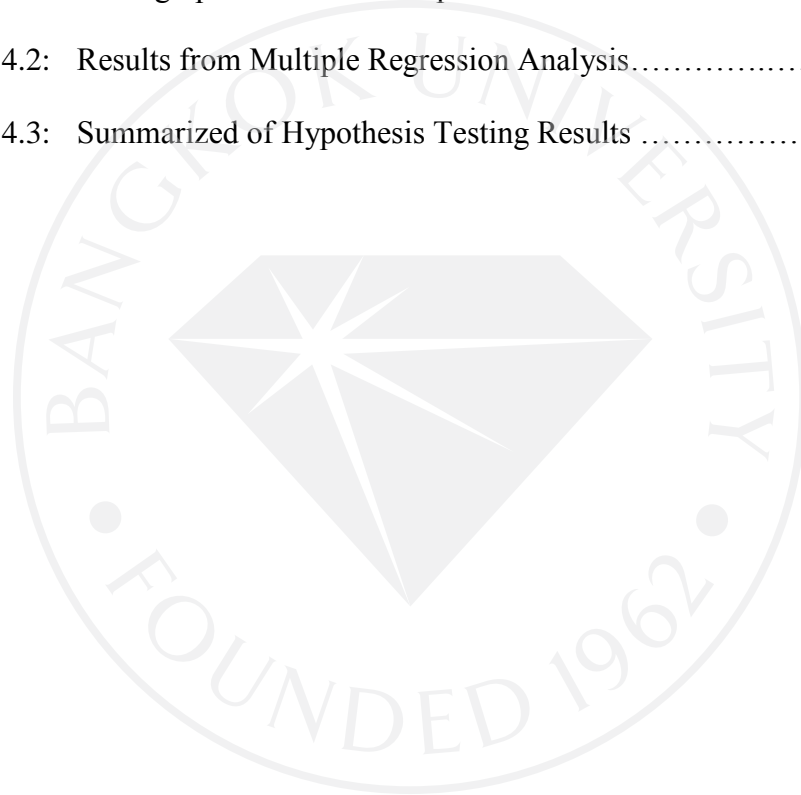 4.2: Results from Multiple Regression Analysis…………..….
4.3: Summarized of Hypothesis Testing Results ……………
BANGKOK UNIVERSITY
FOUNDED 1962